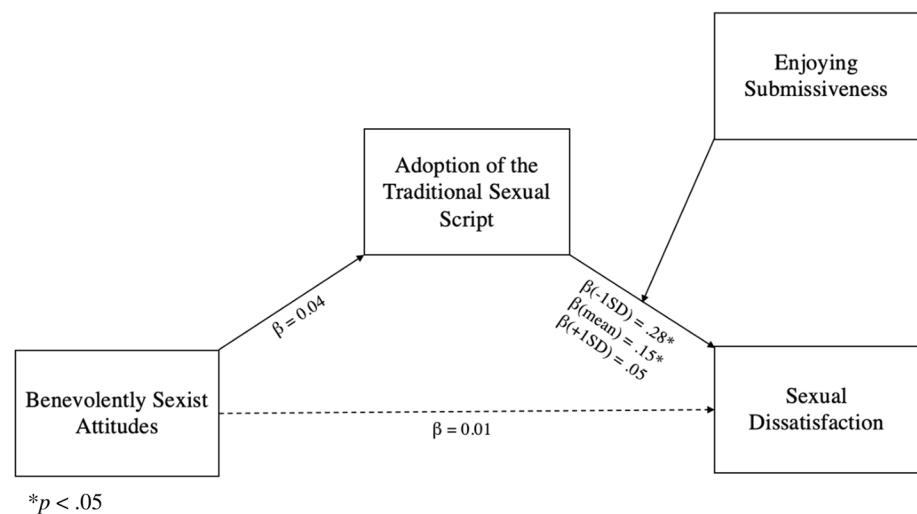 Enjoying
Submissiveness
Adoption of the
Traditional Sexual
Script
β = 0.04
β(-1SD) = .28*
β(mean) = .15*
β(+1SD) = .05
Benevolently Sexist
Attitudes
β = 0.01
Sexual
Dissatisfaction
*p < .05